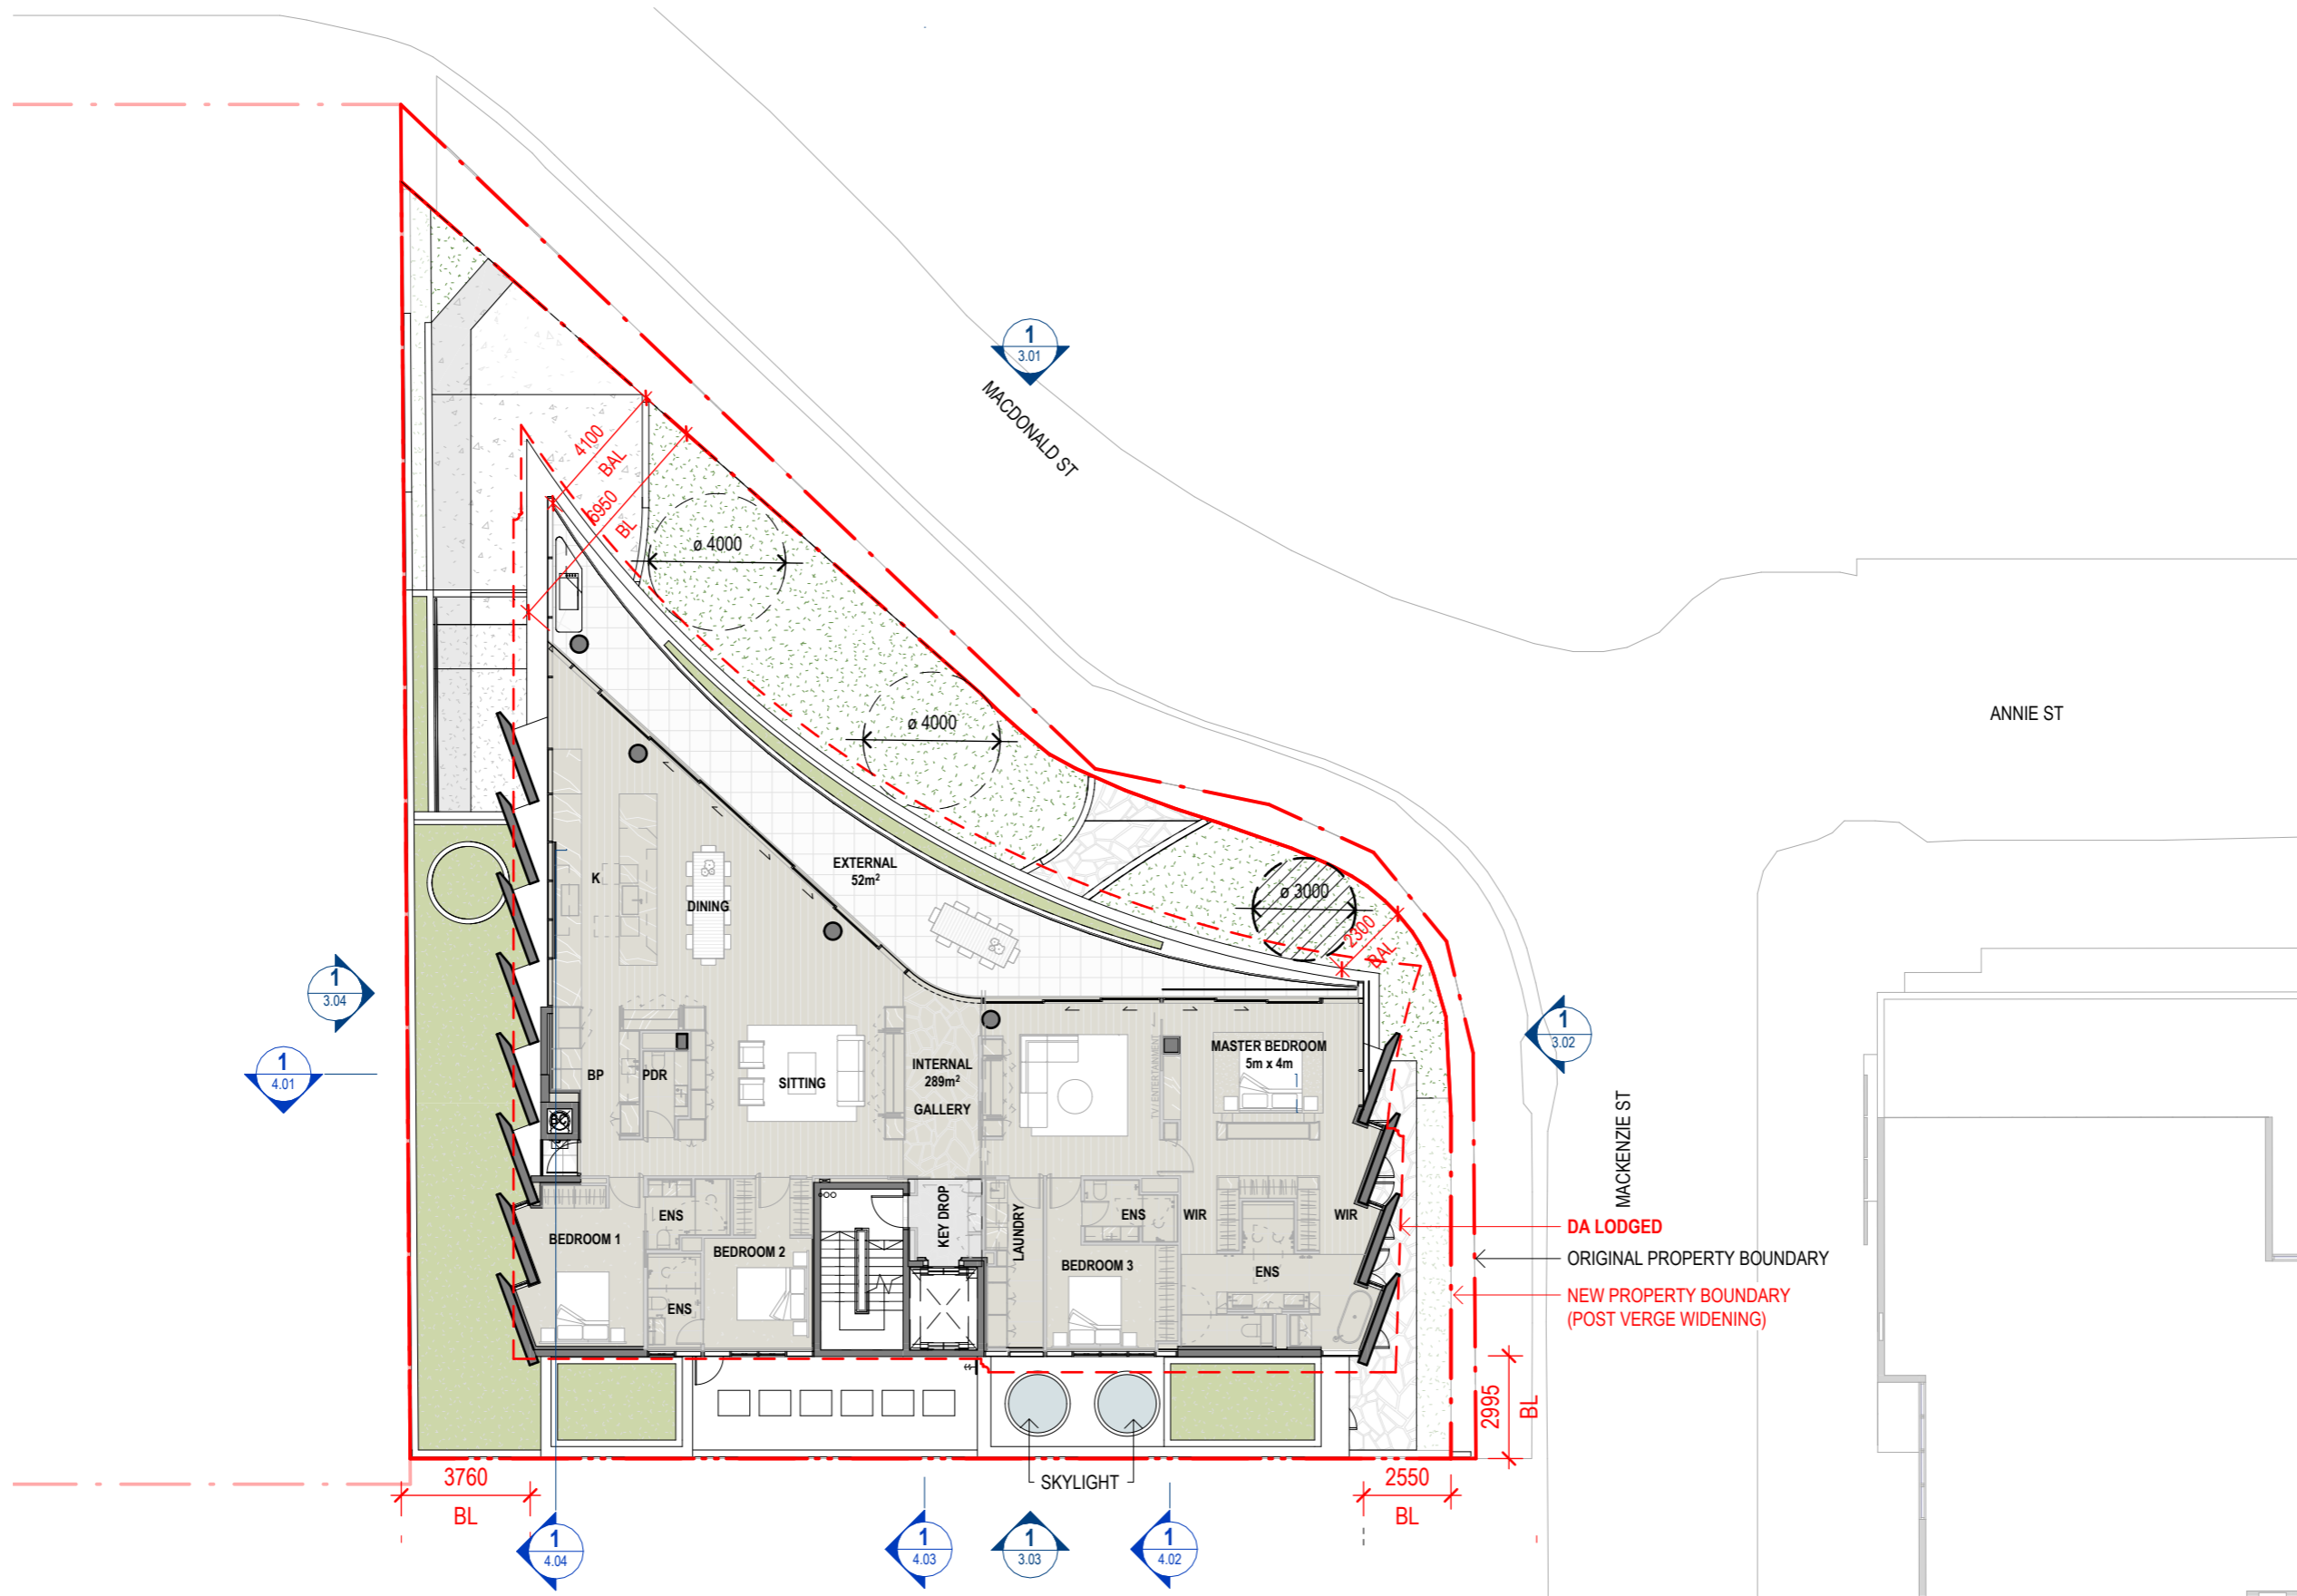 1
3.01
MACDONALD ST
4100
BAL
6950
BL
ø 4000
ø 4000
ANNIE ST
EXTERNAL
52m²
K
DINING
ø 3000
2300
BAL
1
3.04
1
3.02
1
4.01
BP
PDR
SITTING
INTERNAL
289m²
GALLERY
TV / ENTERTAINMENT
MASTER BEDROOM
5m x 4m
MACKENZIE ST
BEDROOM 1
ENS
BEDROOM 2
ENS
KEY DROP
LAUNDRY
ENS
WIR
WIR
BEDROOM 3
ENS
DA LODGED
ORIGINAL PROPERTY BOUNDARY
NEW PROPERTY BOUNDARY
(POST VERGE WIDENING)
2995
BL
SKYLIGHT
3760
BL
2550
BL
1
4.04
1
4.03
1
3.03
1
4.02